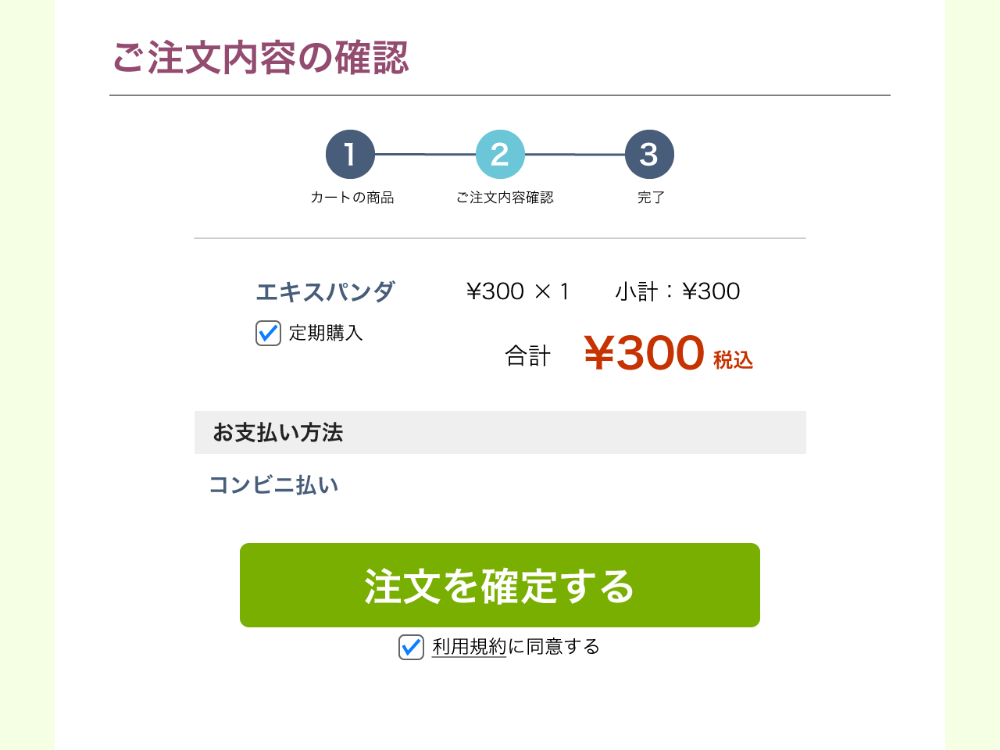 ご注文内容の確認
1 2 3
カートの商品 ご注文内容確認 完了
エキスパンダ ¥300 × 1 小計：¥300
定期購入
合計 ¥300 税込
お支払い方法
コンビニ払い
注文を確定する
利用規約に同意する